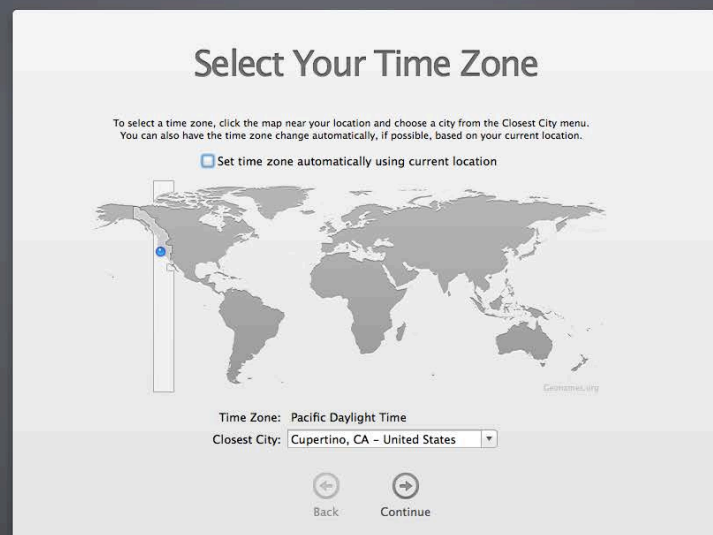 Select Your Time Zone
To select a time zone, click the map near your location and choose a city from the Closest City menu.
You can also have the time zone change automatically, if possible, based on your current location.
Set time zone automatically using current location
Geonames.org
Time Zone: Pacific Daylight Time
Closest City: Cupertino, CA – United States
Back Continue